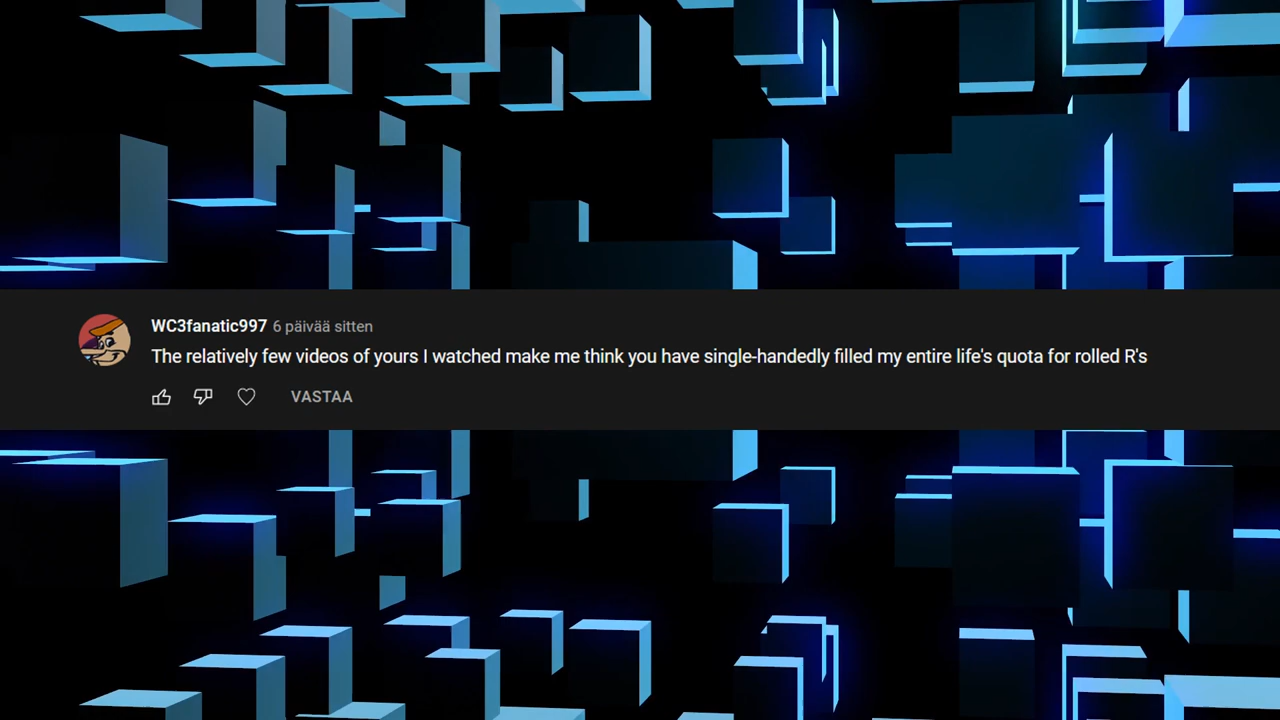 WC3fanatic997 6 päivää sitten
The relatively few videos of yours I watched make me think you have single-handedly filled my entire life's quota for rolled R's
VASTAA